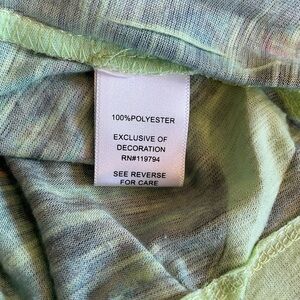 100%POLYESTER
EXCLUSIVE OF
DECORATION
RN#119794
SEE REVERSE
FOR CARE